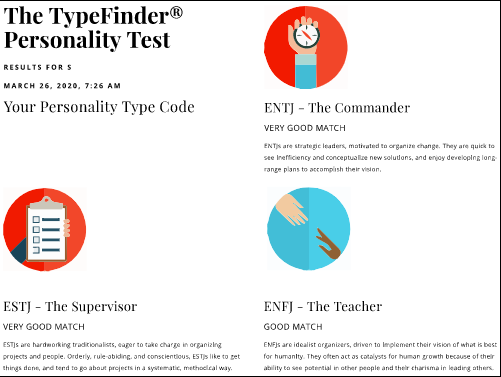 The TypeFinder®
Personality Test
RESULTS FOR S
MARCH 26, 2020, 7:26 AM
Your Personality Type Code
ENTJ – The Commander
VERY GOOD MATCH
ENTJs are strategic leaders, motivated to organize change. They are quick to
see inefficiency and conceptualize new solutions, and enjoy developing long-
range plans to accomplish their vision.
ESTJ – The Supervisor
VERY GOOD MATCH
ESTJs are hardworking traditionalists, eager to take charge in organizing
projects and people. Orderly, rule-abiding, and conscientious, ESTJs like to get
things done, and tend to go about projects in a systematic, methodical way.
ENFJ – The Teacher
GOOD MATCH
ENFJs are idealist organizers, driven to implement their vision of what is best
for humanity. They often act as catalysts for human growth because of their
ability to see potential in other people and their charisma in leading others.